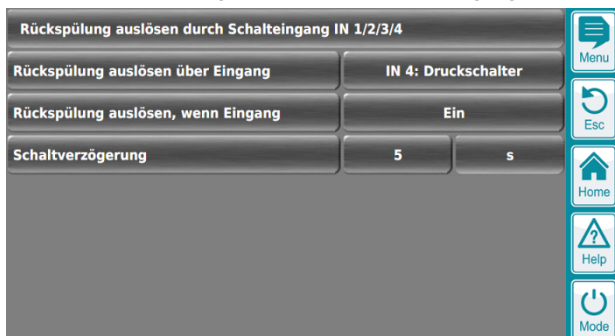 Rückspülung auslösen durch Schalteingang IN 1/2/3/4
Rückspülung auslösen über Eingang IN 4: Druckschalter
Rückspülung auslösen, wenn Eingang Ein
Schaltverzögerung 5 s
Menu
Esc
Home
?
Help
Mode